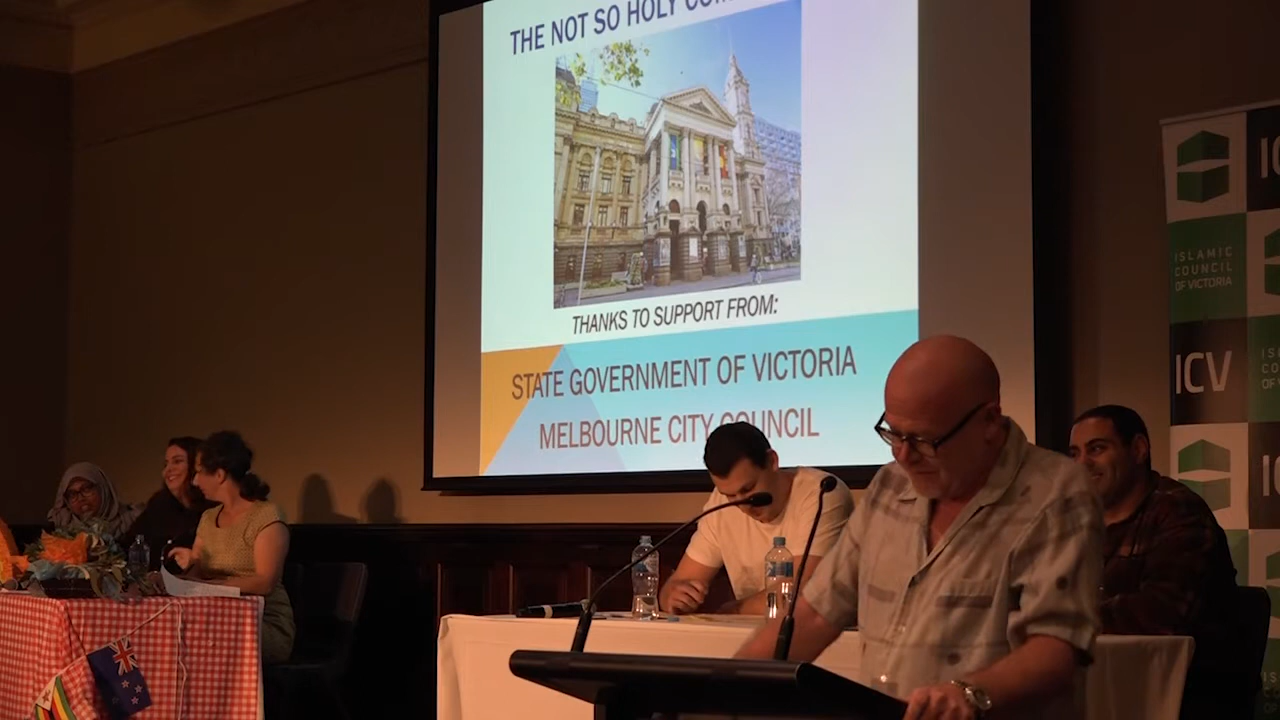 THE NOT SO HOLY
THANKS TO SUPPORT FROM:
STATE GOVERNMENT OF VICTORIA
MELBOURNE CITY COUNCIL
ISLAMIC
COUNCIL
OF VICTORIA
ICV